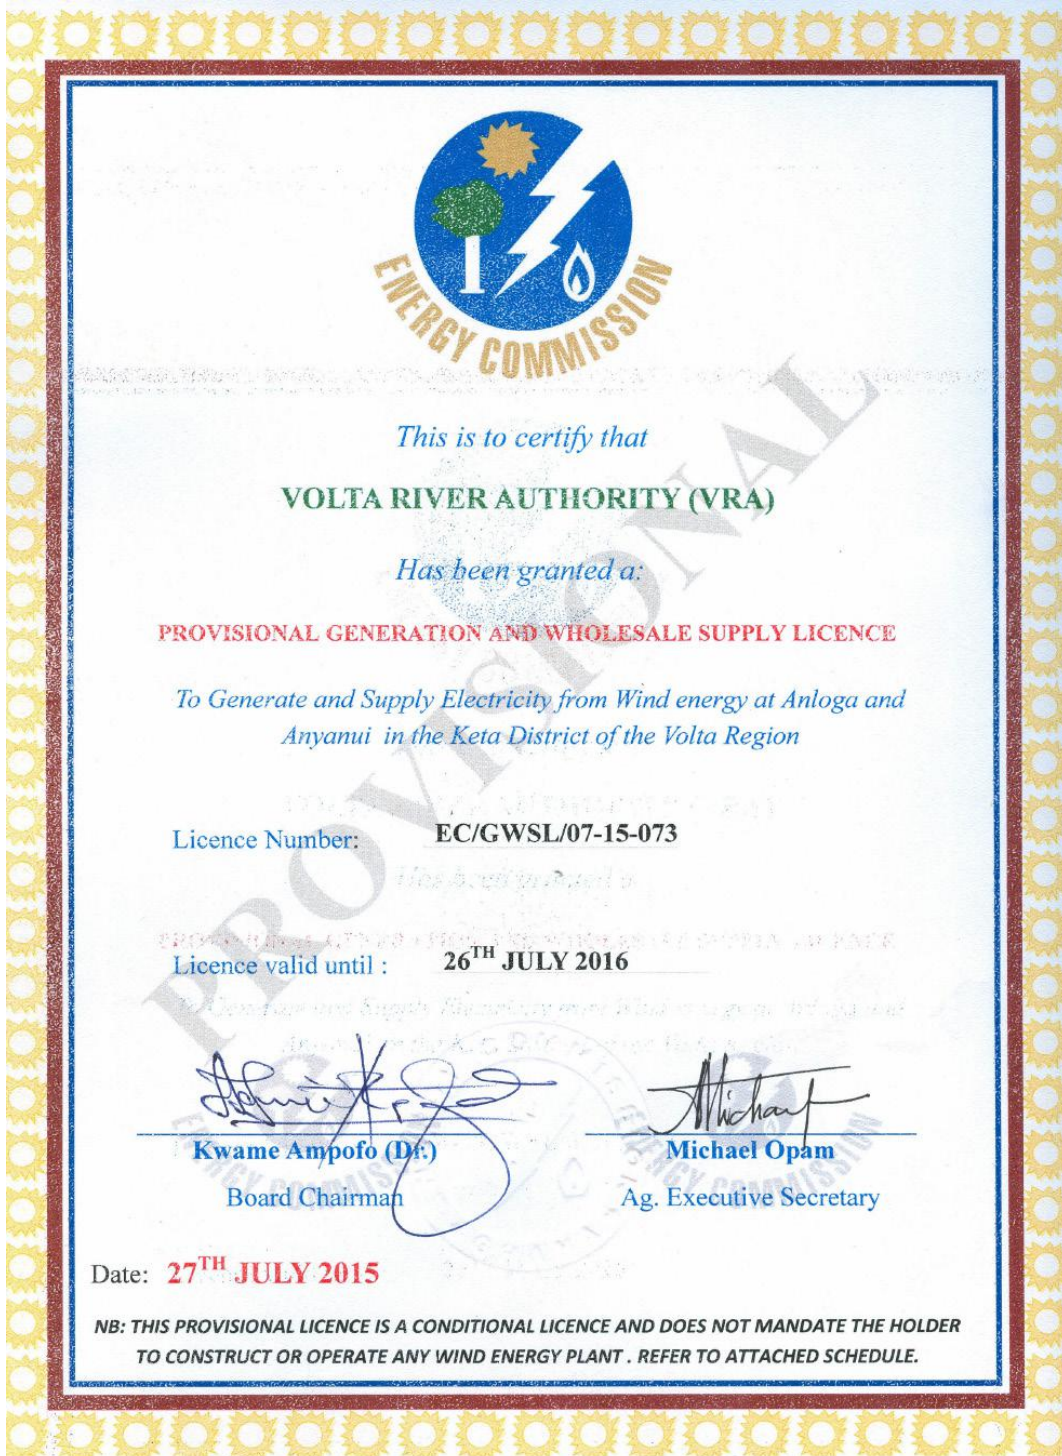 ENERGY COMMISSION
This is to certify that
VOLTA RIVER AUTHORITY (VRA)
Has been granted a:
PROVISIONAL GENERATION AND WHOLESALE SUPPLY LICENCE
To Generate and Supply Electricity from Wind energy at Anloga and
Anyanui in the Keta District of the Volta Region
PROVISIONAL
Licence Number: EC/GWSL/07-15-073
Licence valid until : 26TH JULY 2016
Kwame Ampofo (Dr.)
Board Chairman
Michael Opam
Ag. Executive Secretary
ENERGY COMMISSION
ENERGY COMMISSION
Date: 27TH JULY 2015
NB: THIS PROVISIONAL LICENCE IS A CONDITIONAL LICENCE AND DOES NOT MANDATE THE HOLDER
TO CONSTRUCT OR OPERATE ANY WIND ENERGY PLANT . REFER TO ATTACHED SCHEDULE.